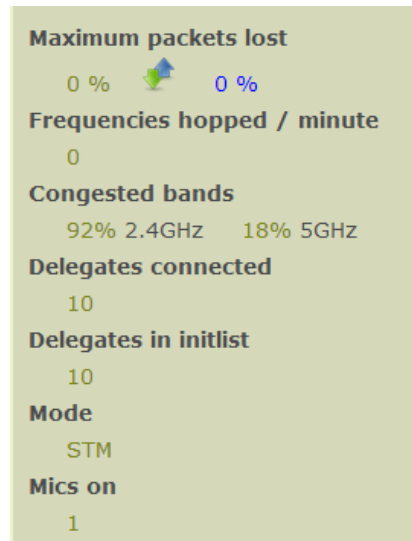 Maximum packets lost
0 % 0 %
Frequencies hopped / minute
0
Congested bands
92% 2.4GHz 18% 5GHz
Delegates connected
10
Delegates in initlist
10
Mode
STM
Mics on
1